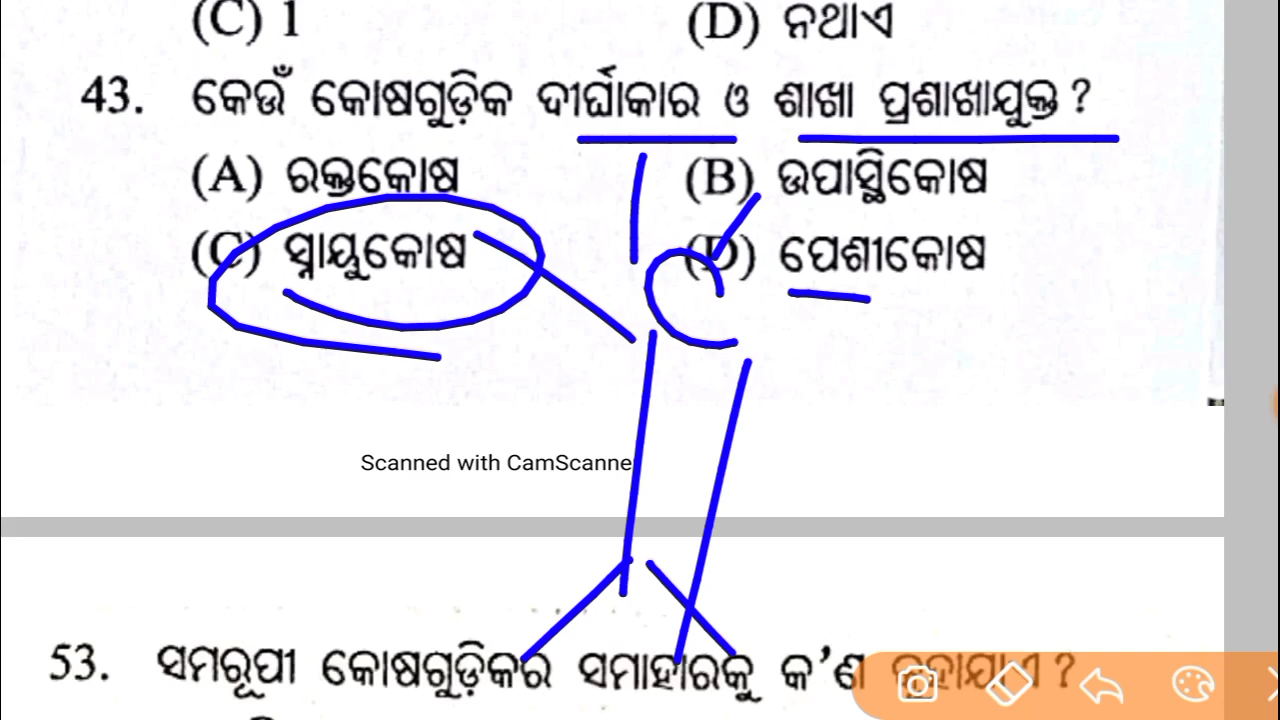 (C) 1 (D) ନଥାଏ
43. କେଉଁ କୋଷଗୁଡ଼ିକ ଦୀର୍ଘାକାର ଓ ଶାଖା ପ୍ରଶାଖାଯୁକ୍ତ ?
(A) ରକ୍ତକୋଷ (B) ଉପାସ୍ଥିକୋଷ
(C) ସ୍ନାୟୁକୋଷ (D) ପେଶୀକୋଷ
Scanned with CamScanne
53. ସମରୂପୀ କୋଷଗୁଡ଼ିକର ସମାହାରକୁ କ’ଣ ?